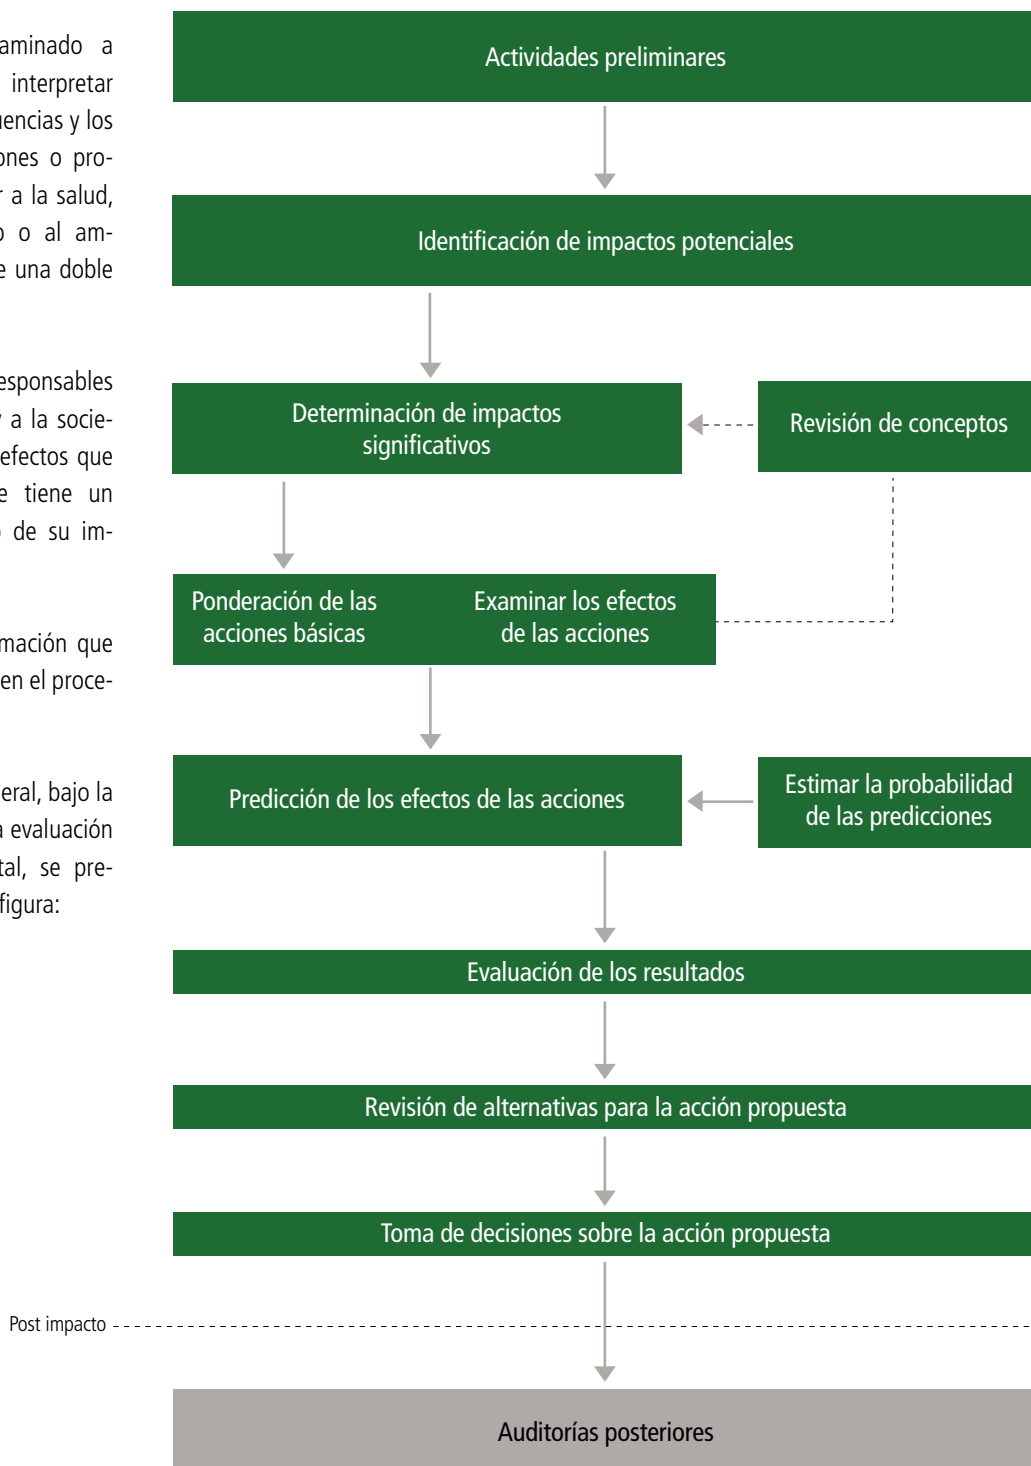 aminado a
interpretar
uencias y los
ones o pro-
r a la salud,
o o al am-
e una doble
esponsables
y a la socie-
efectos que
e tiene un
o de su im-
mación que
en el proce-
eral, bajo la
a evaluación
tal, se pre-
figura:
Actividades preliminares
Identificación de impactos potenciales
Determinación de impactos
significativos
Revisión de conceptos
Ponderación de las
acciones básicas
Examinar los efectos
de las acciones
Predicción de los efectos de las acciones
Estimar la probabilidad
de las predicciones
Evaluación de los resultados
Revisión de alternativas para la acción propuesta
Toma de decisiones sobre la acción propuesta
Post impacto
Auditorías posteriores